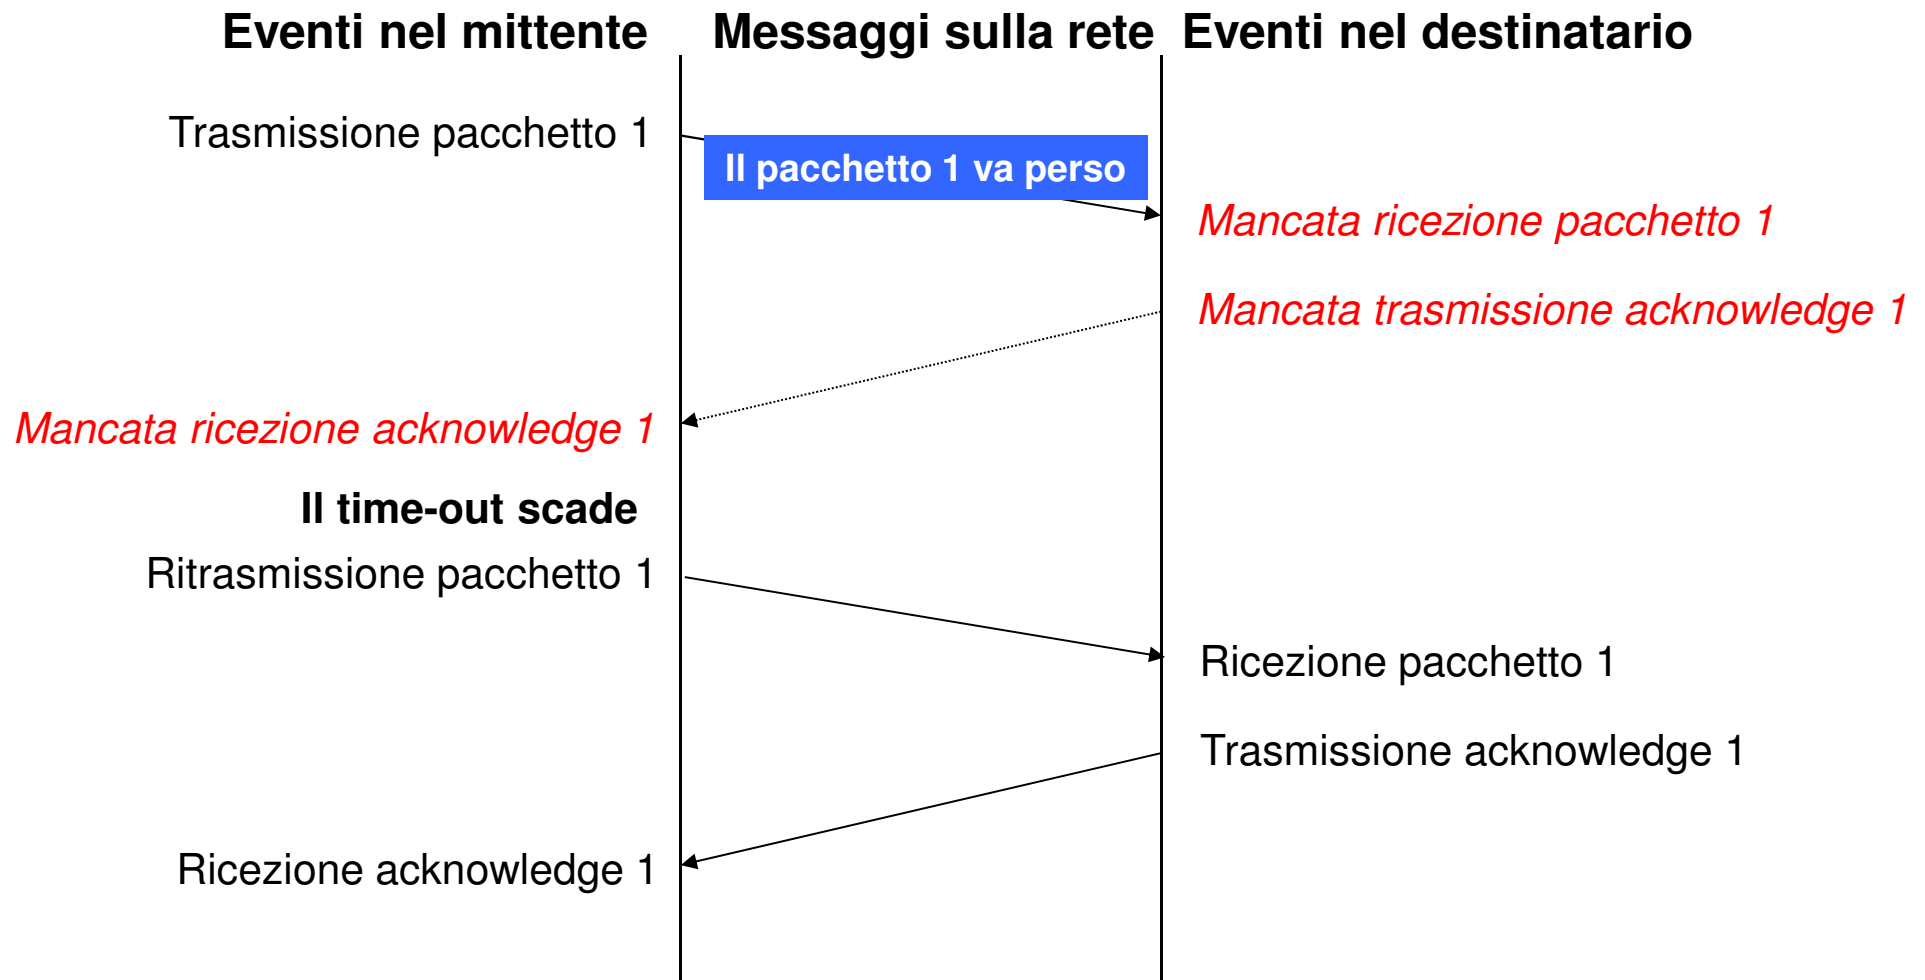 Eventi nel mittente
Messaggi sulla rete
Eventi nel destinatario
Trasmissione pacchetto 1
Il pacchetto 1 va perso
Mancata ricezione pacchetto 1
Mancata trasmissione acknowledge 1
Mancata ricezione acknowledge 1
Il time-out scade
Ritrasmissione pacchetto 1
Ricezione pacchetto 1
Trasmissione acknowledge 1
Ricezione acknowledge 1